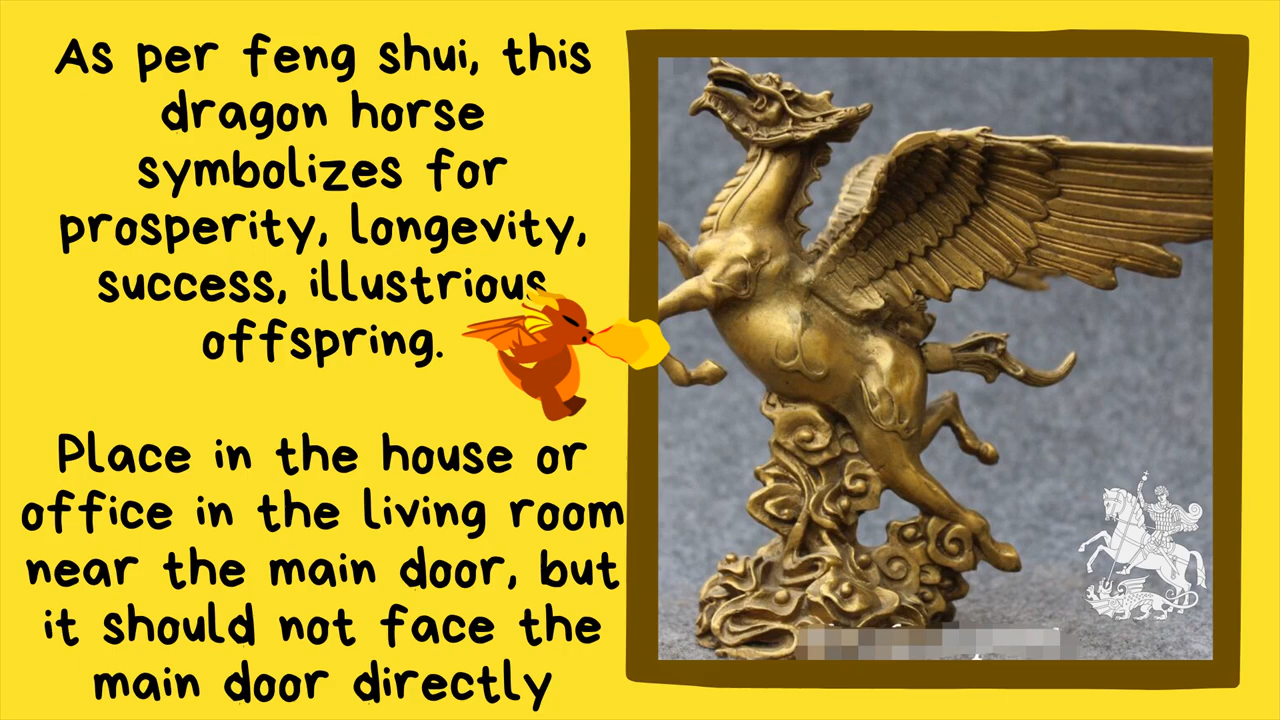 As per feng shui, this
dragon horse
symbolizes for
prosperity, longevity,
success, illustrious
offspring.
Place in the house or
office in the living room
near the main door, but
it should not face the
main door directly